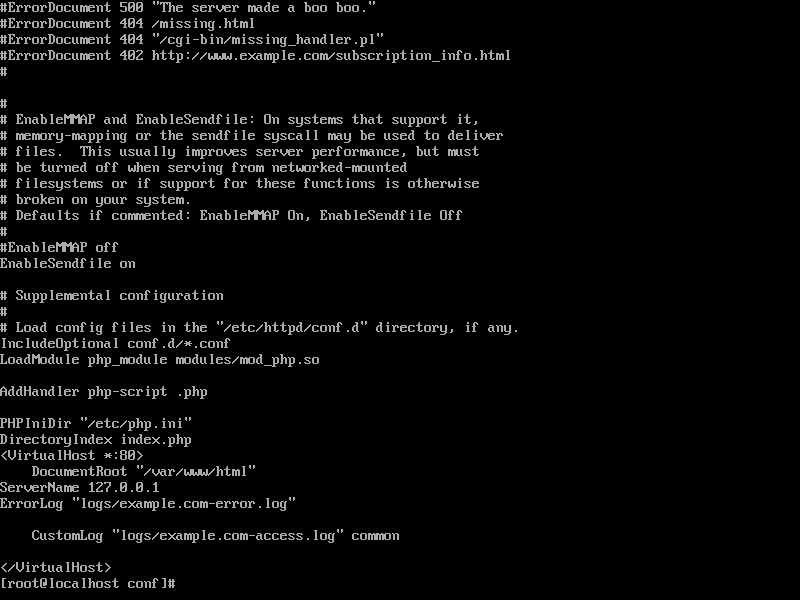 #ErrorDocument 500 "The server made a boo boo."
#ErrorDocument 404 /missing.html
#ErrorDocument 404 "/cgi-bin/missing_handler.pl"
#ErrorDocument 402 http://www.example.com/subscription_info.html
#
#
# EnableMMAP and EnableSendfile: On systems that support it,
# memory-mapping or the sendfile syscall may be used to deliver
# files.  This usually improves server performance, but must
# be turned off when serving from networked-mounted
# filesystems or if support for these functions is otherwise
# broken on your system.
# Defaults if commented: EnableMMAP On, EnableSendfile Off
#
#EnableMMAP off
EnableSendfile on
# Supplemental configuration
#
# Load config files in the "/etc/httpd/conf.d" directory, if any.
IncludeOptional conf.d/*.conf
LoadModule php_module modules/mod_php.so
AddHandler php-script .php
PHPIniDir "/etc/php.ini"
DirectoryIndex index.php
<VirtualHost *:80>
    DocumentRoot "/var/www/html"
ServerName 127.0.0.1
ErrorLog "logs/example.com-error.log"
    CustomLog "logs/example.com-access.log" common
</VirtualHost>
[root@localhost conf]#